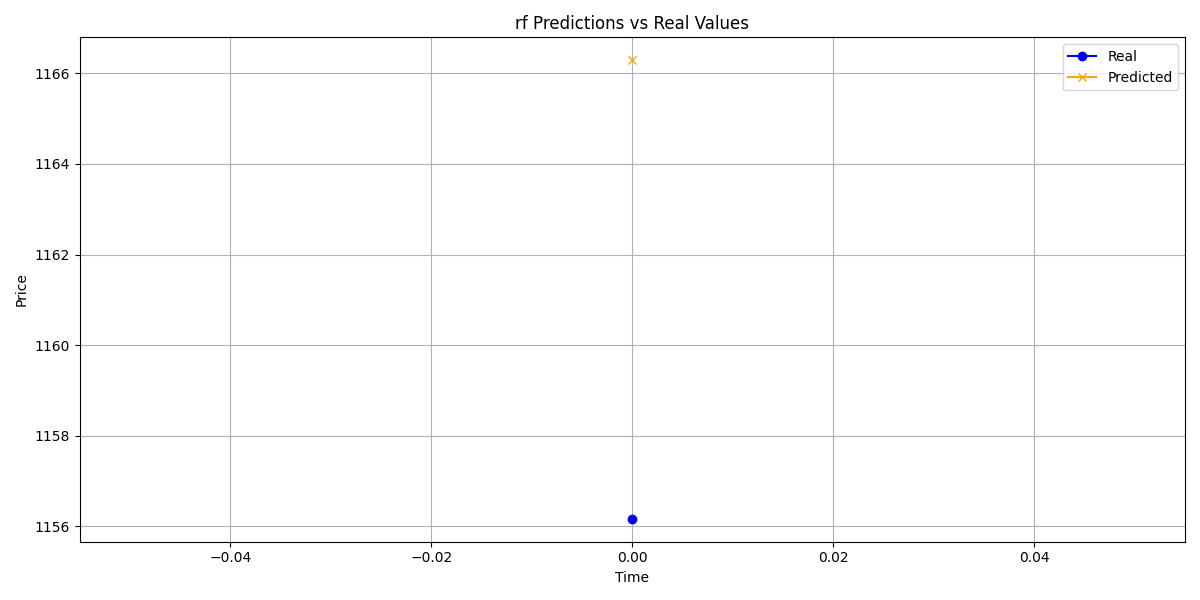 rf Predictions vs Real Values
Real
Predicted
1166
1164
1162
1160
1158
1156
Price
−0.04
−0.02
0.00
0.02
0.04
Time